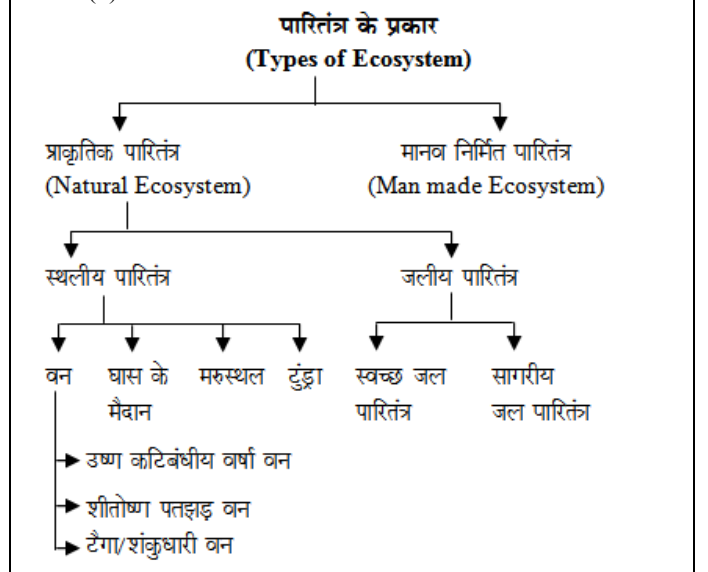 पारितंत्र के प्रकार
(Types of Ecosystem)
प्राकृतिक पारितंत्र
(Natural Ecosystem)
मानव निर्मित पारितंत्र
(Man made Ecosystem)
स्थलीय पारितंत्र
जलीय पारितंत्र
वन
घास के
मैदान
मरुस्थल
टुंड्रा
स्वच्छ जल
पारितंत्र
सागरीय
जल पारितंत्र
उष्ण कटिबंधीय वर्षा वन
शीतोष्ण पतझड़ वन
टैगा/शंकुधारी वन